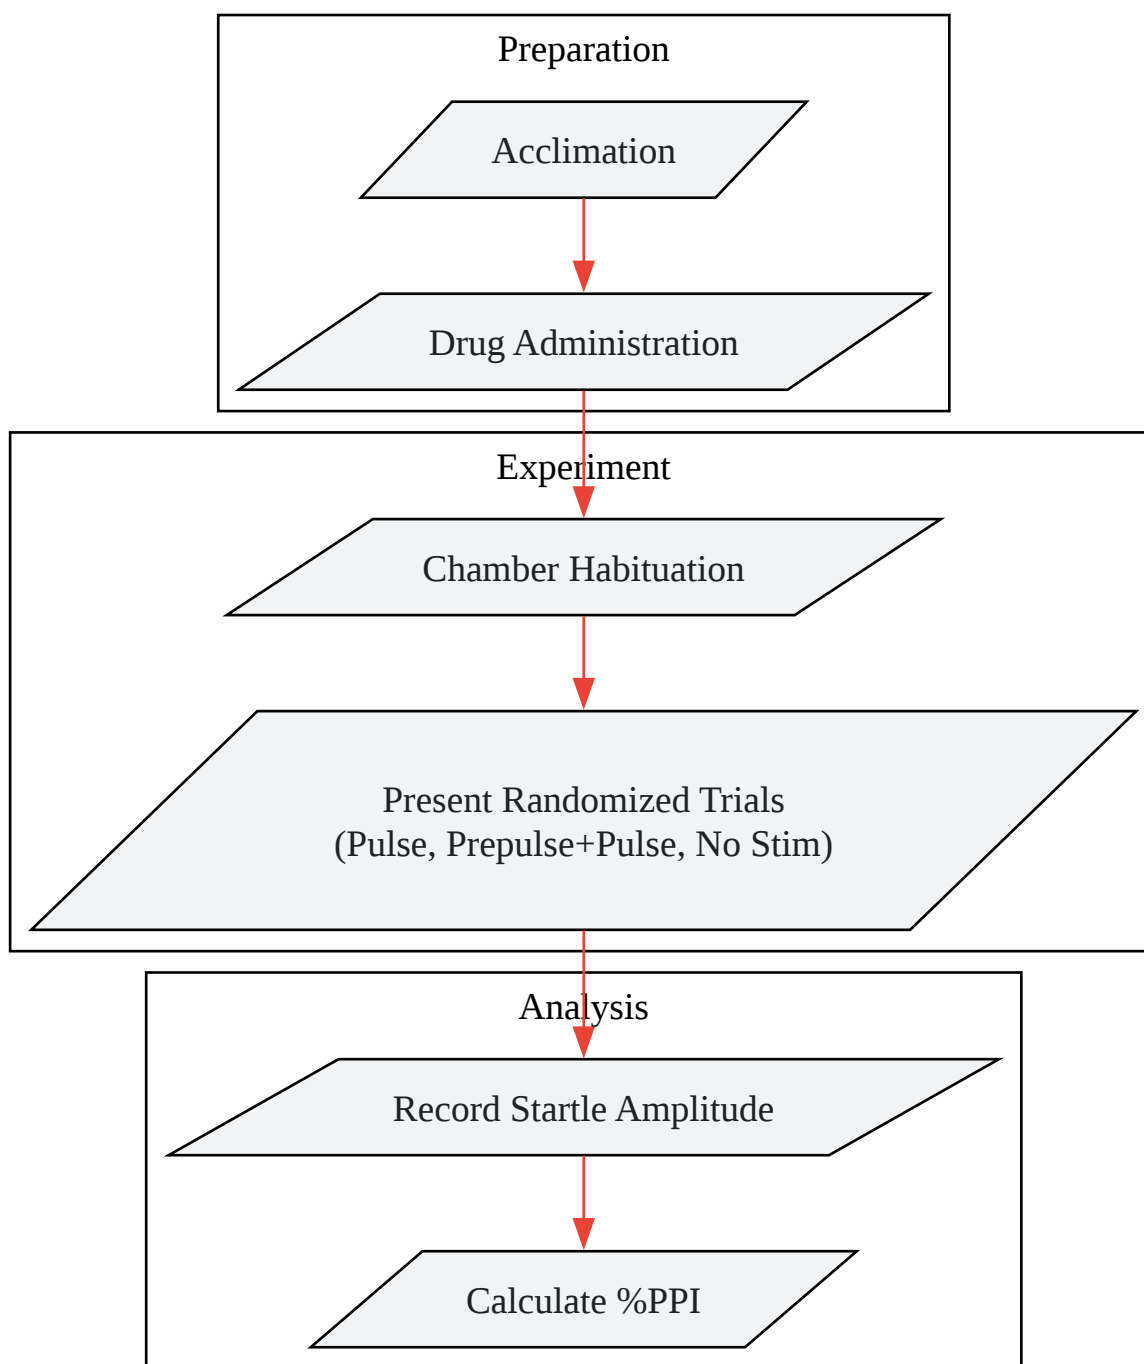 Preparation
Acclimation
Drug Administration
Experiment
Chamber Habituation
Present Randomized Trials
(Pulse, Prepulse+Pulse, No Stim)
Analysis
Record Startle Amplitude
Calculate %PPI